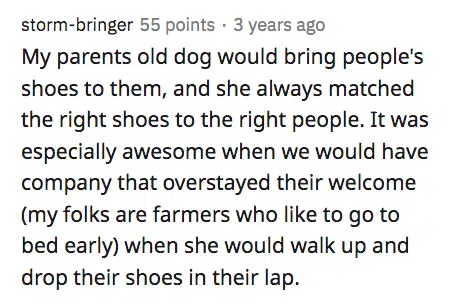 storm-bringer 55 points · 3 years ago
My parents old dog would bring people's
shoes to them, and she always matched
the right shoes to the right people. It was
especially awesome when we would have
company that overstayed their welcome
(my folks are farmers who like to go to
bed early) when she would walk up and
drop their shoes in their lap.